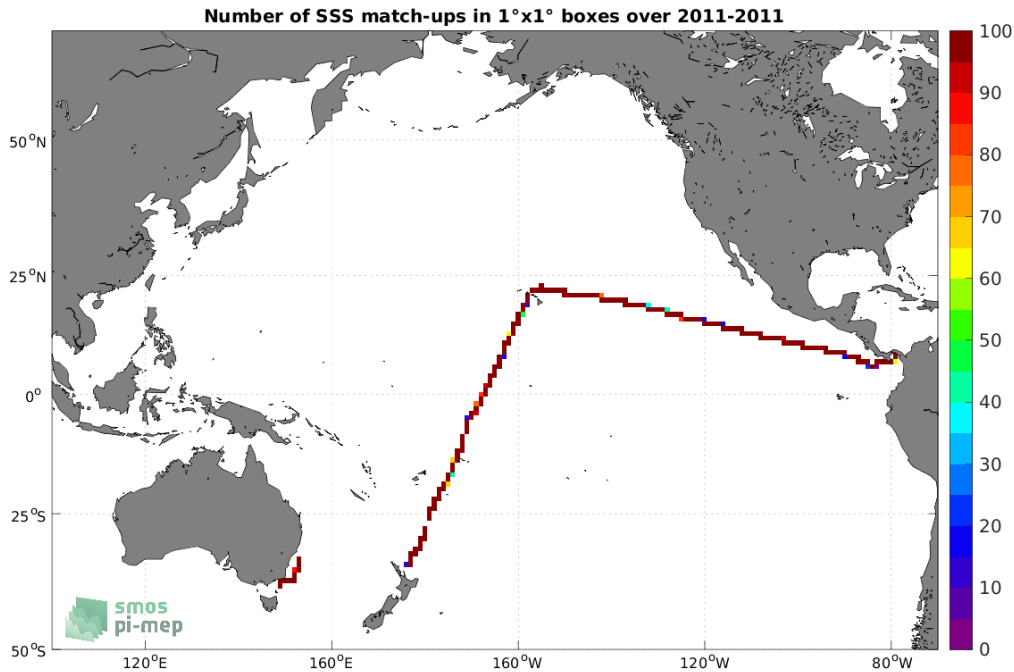 Number of SSS match-ups in 1°x1° boxes over 2011-2011
100
90
80
70
60
50
40
30
20
10
0
50°N
25°N
0°
25°S
50°S
120°E
160°E
160°W
120°W
80°W
smos
pi-mep